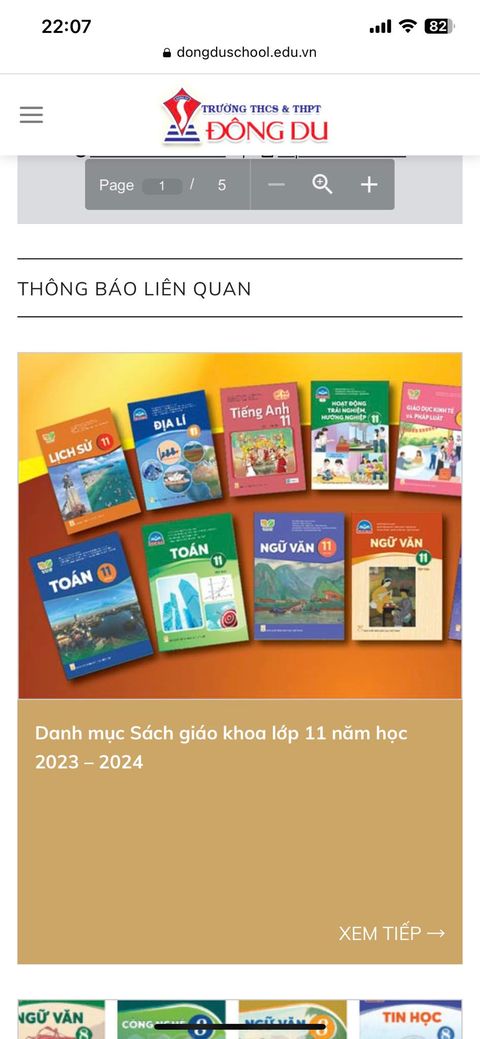 22:07
82
dongduschool.edu.vn
TRƯỜNG THCS & THPT
ĐÔNG DU
Page 1 / 5
THÔNG BÁO LIÊN QUAN
LỊCH SỬ 11
ĐỊA LÍ 11
Tiếng Anh 11
HOẠT ĐỘNG
TRẢI NGHIỆM,
HƯỚNG NGHIỆP 11
GIÁO DỤC KINH TẾ
VÀ PHÁP LUẬT
TOÁN 11
TOÁN 11
NGỮ VĂN 11
NGỮ VĂN 11
Danh mục Sách giáo khoa lớp 11 năm học
2023 – 2024
XEM TIẾP →
NGỮ VĂN 8
CÔNG NGHỆ 8
NGỮ VĂN 8
TIN HỌC 8